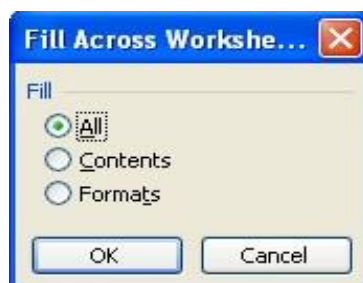 Fill Across Workshe...
Fill
All
Contents
Formats
OK
Cancel